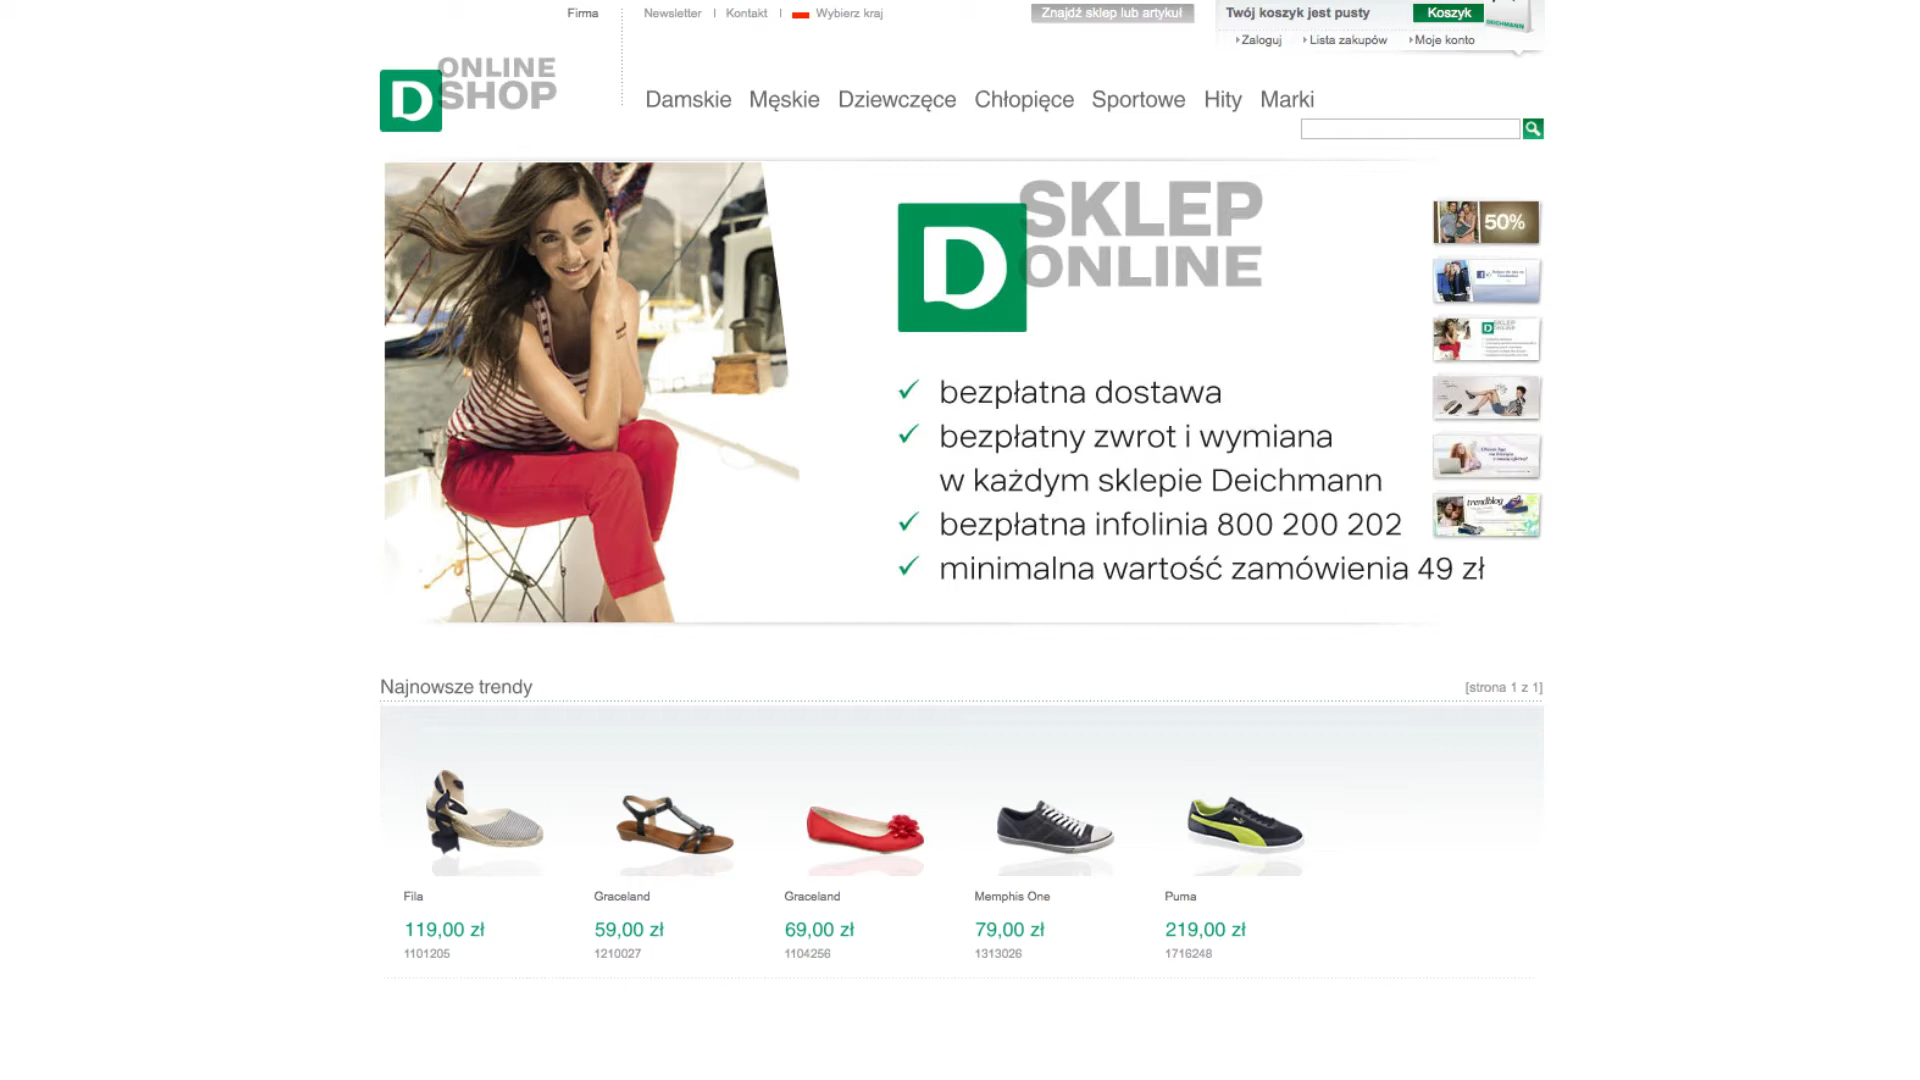 Firma
Newsletter | Kontakt | Wybierz kraj
Znajdź sklep lub artykuł
Twój koszyk jest pusty
Koszyk
DEICHMANN
Zaloguj Lista zakupów Moje konto
D ONLINE
SHOP
Damskie Męskie Dziewczęce Chłopięce Sportowe Hity Marki
D SKLEP
ONLINE
bezpłatna dostawa
bezpłatny zwrot i wymiana
w każdym sklepie Deichmann
bezpłatna infolinia 800 200 202
minimalna wartość zamówienia 49 zł
50%
D SKLEP
ONLINE
trendblog
Najnowsze trendy
[strona 1 z 1]
Fila Graceland Graceland Memphis One Puma
119,00 zł 59,00 zł 69,00 zł 79,00 zł 219,00 zł
1101205 1210027 1104256 1313026 1716248